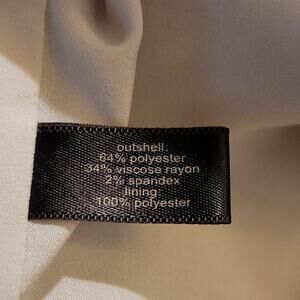 outshell:
64% polyester
34% viscose rayon
2% spandex
lining:
100% polyester